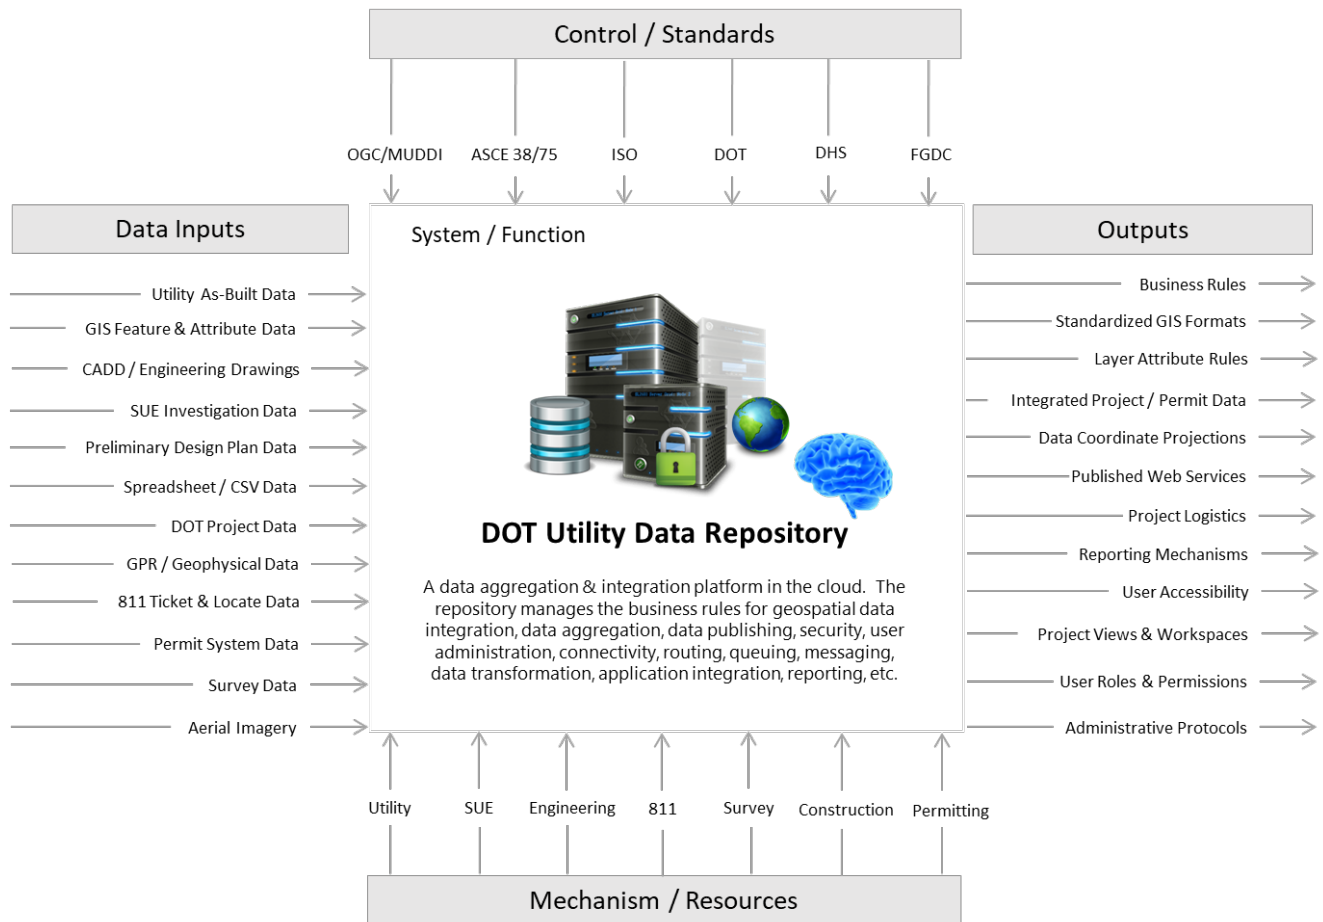 Control / Standards
OGC/MUDDI
ASCE 38/75
ISO
DOT
DHS
FGDC
Data Inputs
Utility As-Built Data
GIS Feature & Attribute Data
CADD / Engineering Drawings
SUE Investigation Data
Preliminary Design Plan Data
Spreadsheet / CSV Data
DOT Project Data
GPR / Geophysical Data
811 Ticket & Locate Data
Permit System Data
Survey Data
Aerial Imagery
System / Function
DOT Utility Data Repository
A data aggregation & integration platform in the cloud. The
repository manages the business rules for geospatial data
integration, data aggregation, data publishing, security, user
administration, connectivity, routing, queuing, messaging,
data transformation, application integration, reporting, etc.
Outputs
Business Rules
Standardized GIS Formats
Layer Attribute Rules
Integrated Project / Permit Data
Data Coordinate Projections
Published Web Services
Project Logistics
Reporting Mechanisms
User Accessibility
Project Views & Workspaces
User Roles & Permissions
Administrative Protocols
Utility
SUE
Engineering
811
Survey
Construction
Permitting
Mechanism / Resources